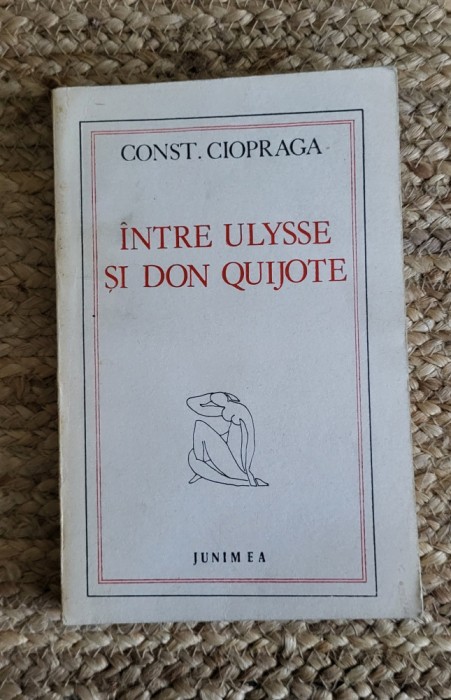 CONST. CIOPRAGA
ÎNTRE ULYSSE
ȘI DON QUIJOTE
JUNIMEA